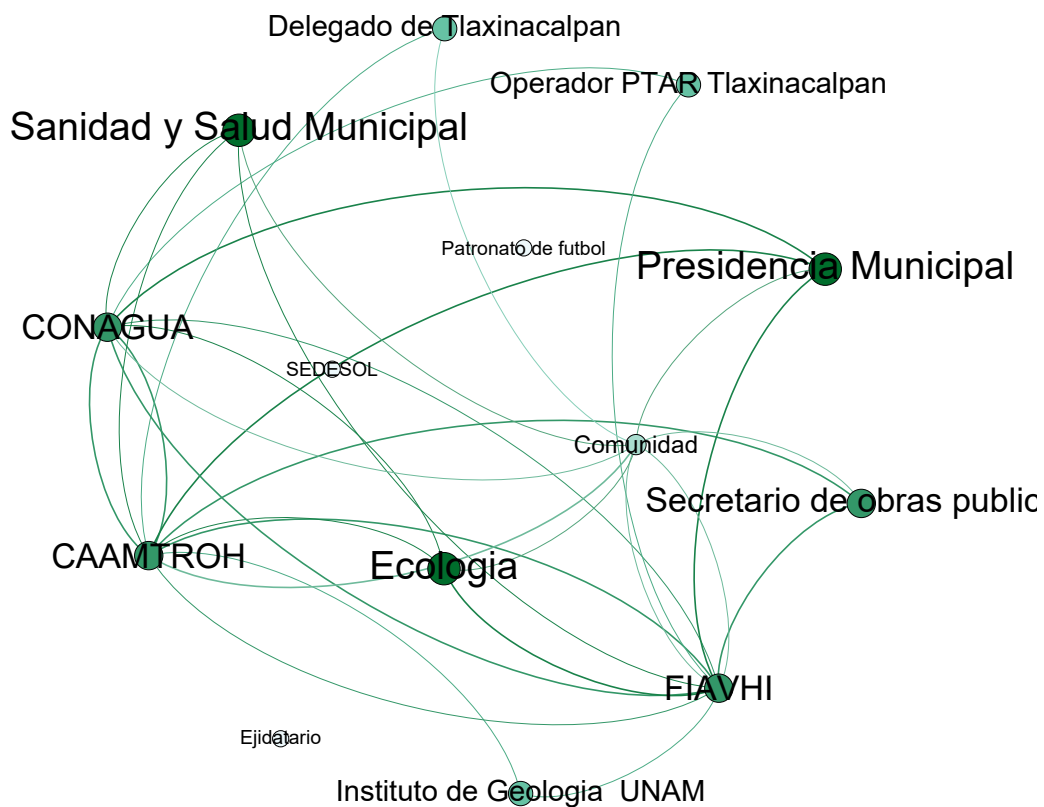 Delegado de Tlaxinacalpan
Operador PTAR Tlaxinacalpan
Sanidad y Salud Municipal
Patronato de futbol
Presidencia Municipal
CONAGUA
SEDESOL
Comunidad
Secretario de obras public
CAAMTROH
Ecologia
FIAVHI
Ejidatario
Instituto de Geologia UNAM